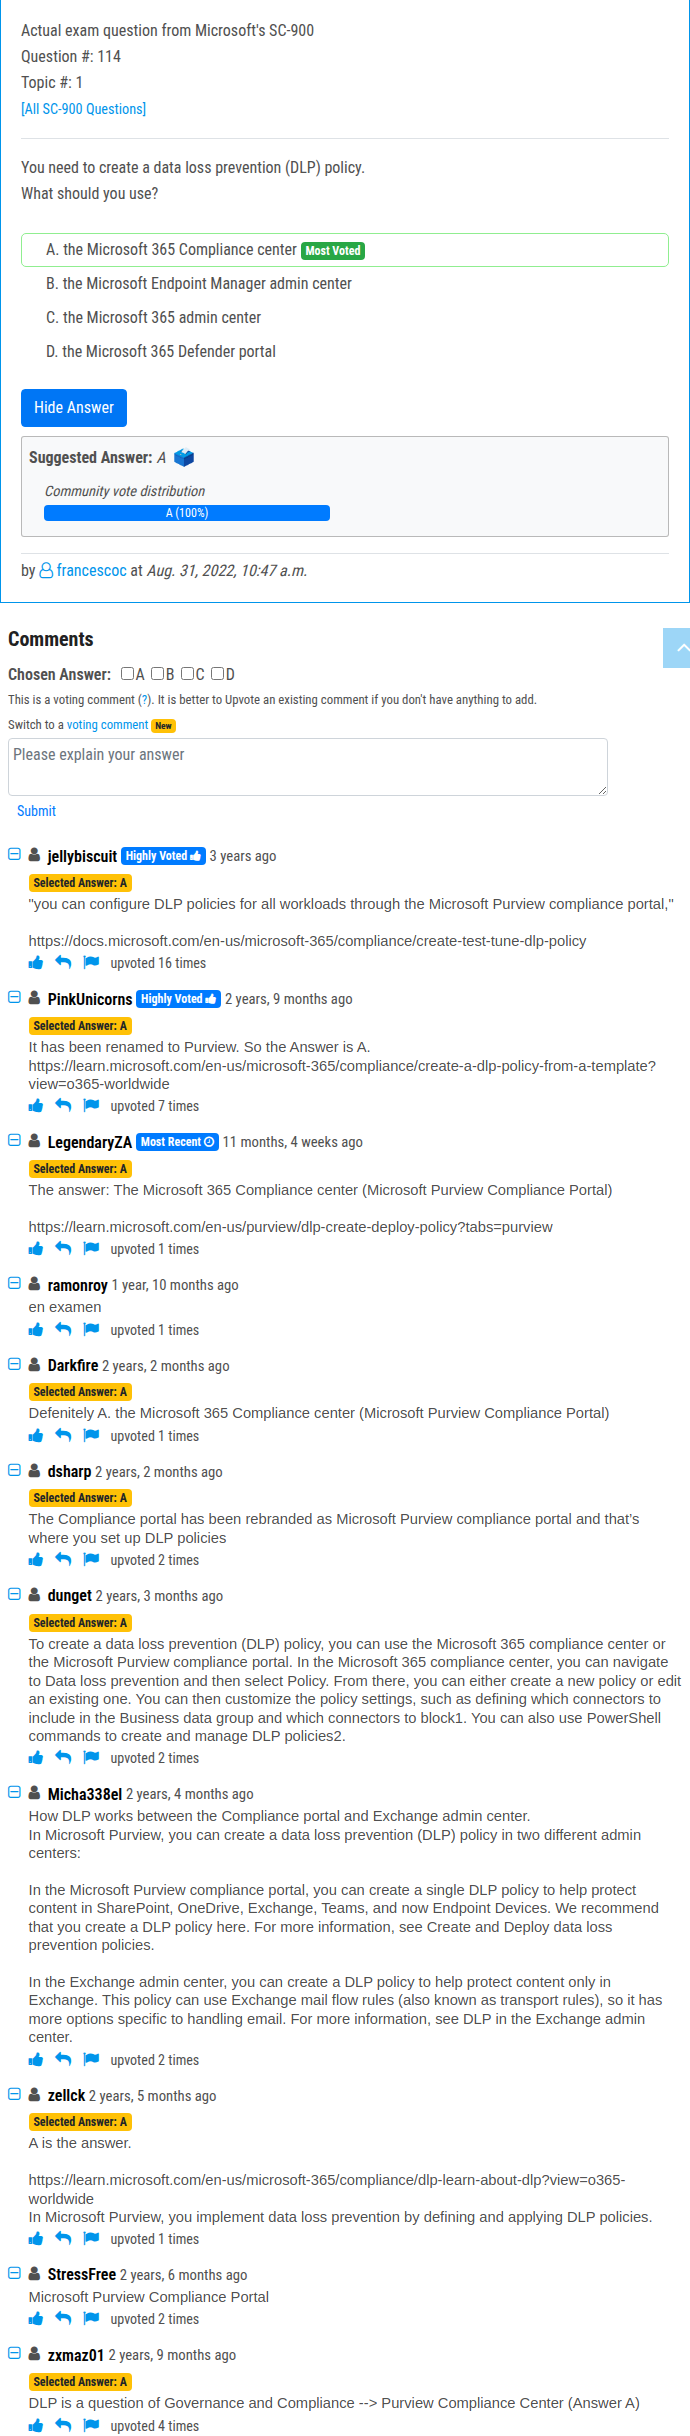 Actual exam question from Microsoft's SC-900
Question #: 114
Topic #: 1
[All SC-900 Questions]
You need to create a data loss prevention (DLP) policy.
What should you use?
A. the Microsoft 365 Compliance center Most Voted
B. the Microsoft Endpoint Manager admin center
C. the Microsoft 365 admin center
D. the Microsoft 365 Defender portal
Hide Answer
Suggested Answer: A
Community vote distribution
A (100%)
by francescoc at Aug. 31, 2022, 10:47 a.m.
Comments
Chosen Answer: A B C D
This is a voting comment (?). It is better to Upvote an existing comment if you don't have anything to add.
Switch to a voting comment New
Please explain your answer
Submit
jellybiscuit Highly Voted 3 years ago
Selected Answer: A
"you can configure DLP policies for all workloads through the Microsoft Purview compliance portal,"
https://docs.microsoft.com/en-us/microsoft-365/compliance/create-test-tune-dlp-policy
upvoted 16 times
PinkUnicorns Highly Voted 2 years, 9 months ago
Selected Answer: A
It has been renamed to Purview. So the Answer is A.
https://learn.microsoft.com/en-us/microsoft-365/compliance/create-a-dlp-policy-from-a-template?
view=o365-worldwide
upvoted 7 times
LegendaryZA Most Recent 11 months, 4 weeks ago
Selected Answer: A
The answer: The Microsoft 365 Compliance center (Microsoft Purview Compliance Portal)
https://learn.microsoft.com/en-us/purview/dlp-create-deploy-policy?tabs=purview
upvoted 1 times
ramonroy 1 year, 10 months ago
en examen
upvoted 1 times
Darkfire 2 years, 2 months ago
Selected Answer: A
Defenitely A. the Microsoft 365 Compliance center (Microsoft Purview Compliance Portal)
upvoted 1 times
dsharp 2 years, 2 months ago
Selected Answer: A
The Compliance portal has been rebranded as Microsoft Purview compliance portal and that's
where you set up DLP policies
upvoted 2 times
dunget 2 years, 3 months ago
Selected Answer: A
To create a data loss prevention (DLP) policy, you can use the Microsoft 365 compliance center or
the Microsoft Purview compliance portal. In the Microsoft 365 compliance center, you can navigate
to Data loss prevention and then select Policy. From there, you can either create a new policy or edit
an existing one. You can then customize the policy settings, such as defining which connectors to
include in the Business data group and which connectors to block1. You can also use PowerShell
commands to create and manage DLP policies2.
upvoted 2 times
Micha338el 2 years, 4 months ago
How DLP works between the Compliance portal and Exchange admin center.
In Microsoft Purview, you can create a data loss prevention (DLP) policy in two different admin
centers:
In the Microsoft Purview compliance portal, you can create a single DLP policy to help protect
content in SharePoint, OneDrive, Exchange, Teams, and now Endpoint Devices. We recommend
that you create a DLP policy here. For more information, see Create and Deploy data loss
prevention policies.
In the Exchange admin center, you can create a DLP policy to help protect content only in
Exchange. This policy can use Exchange mail flow rules (also known as transport rules), so it has
more options specific to handling email. For more information, see DLP in the Exchange admin
center.
upvoted 2 times
zellck 2 years, 5 months ago
Selected Answer: A
A is the answer.
https://learn.microsoft.com/en-us/microsoft-365/compliance/dlp-learn-about-dlp?view=o365-
worldwide
In Microsoft Purview, you implement data loss prevention by defining and applying DLP policies.
upvoted 1 times
StressFree 2 years, 6 months ago
Microsoft Purview Compliance Portal
upvoted 2 times
zxmaz01 2 years, 9 months ago
Selected Answer: A
DLP is a question of Governance and Compliance --> Purview Compliance Center (Answer A)
upvoted 4 times